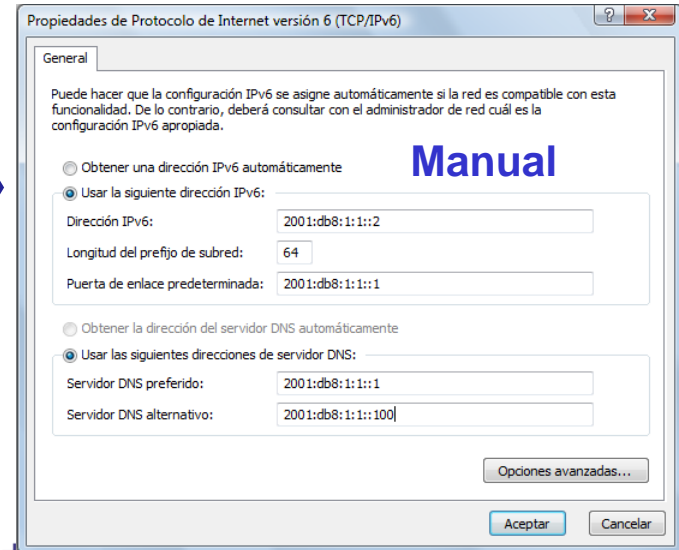 Propiedades de Protocolo de Internet versión 6 (TCP/IPv6)
General
Puede hacer que la configuración IPv6 se asigne automáticamente si la red es compatible con esta
funcionalidad. De lo contrario, deberá consultar con el administrador de red cuál es la
configuración IPv6 apropiada.
Manual
Obtener una dirección IPv6 automáticamente
Usar la siguiente dirección IPv6:
Dirección IPv6: 2001:db8:1:1::2
Longitud del prefijo de subred: 64
Puerta de enlace predeterminada: 2001:db8:1:1::1
Obtener la dirección del servidor DNS automáticamente
Usar las siguientes direcciones de servidor DNS:
Servidor DNS preferido: 2001:db8:1:1::1
Servidor DNS alternativo: 2001:db8:1:1::100
Opciones avanzadas...
Aceptar Cancelar